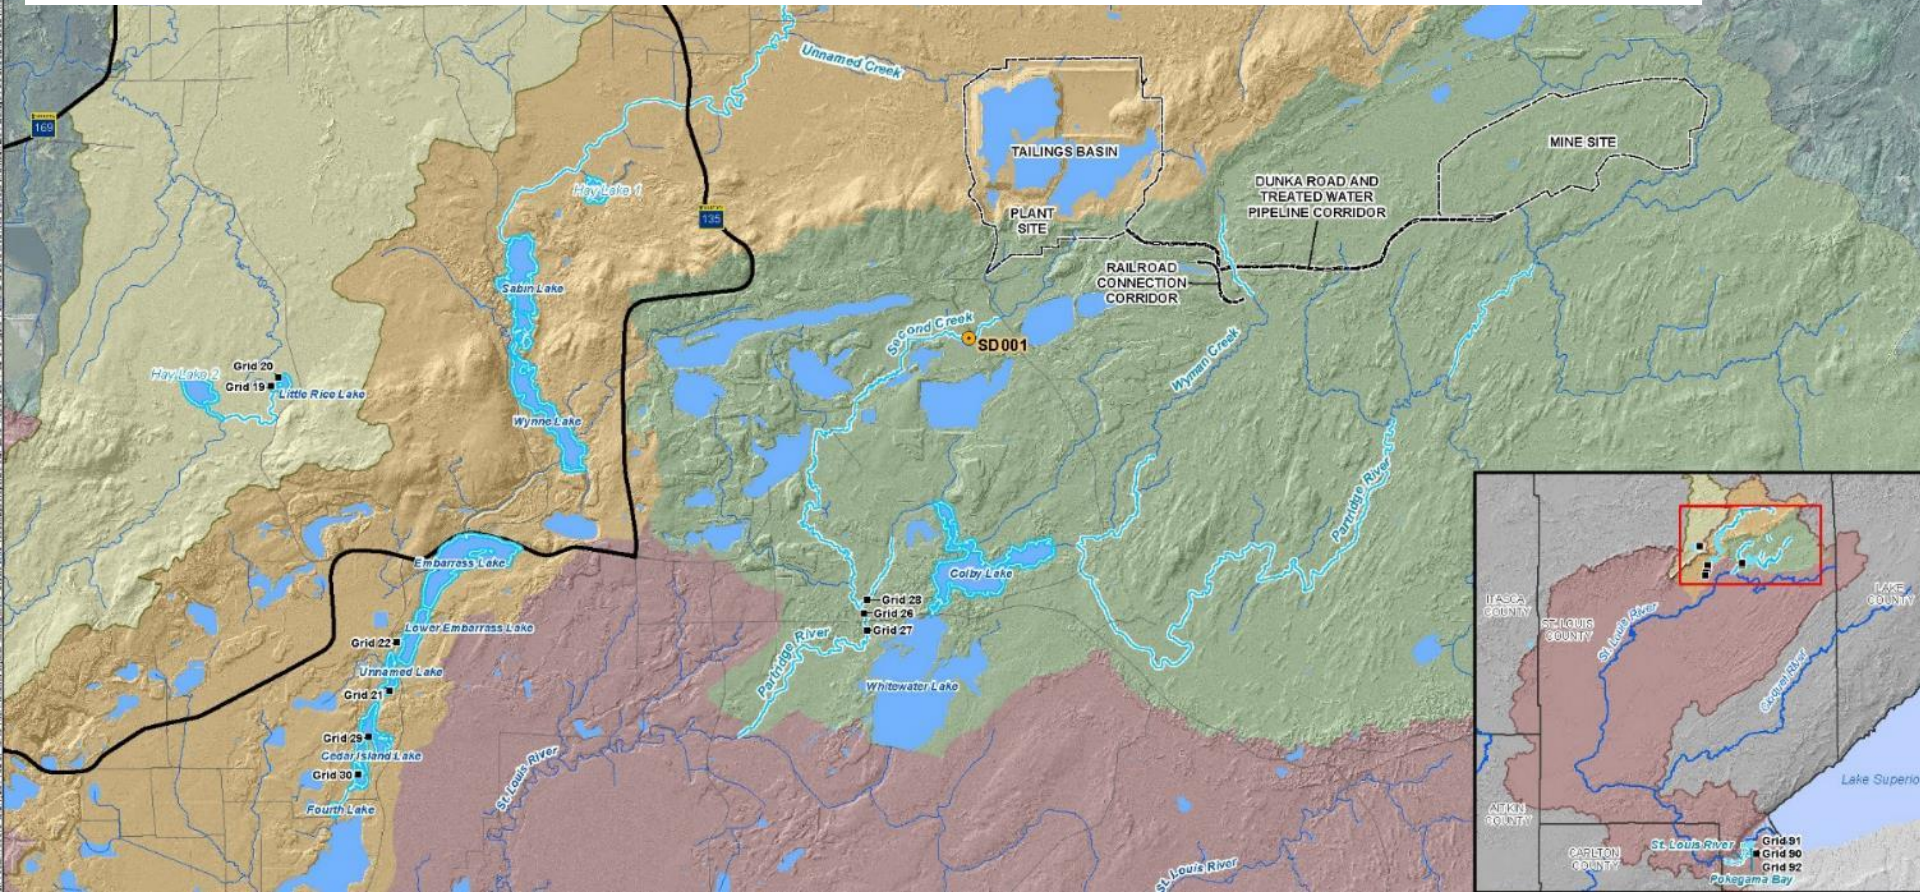 Unnamed Creek
169
TAILINGS BASIN
MINE SITE
Hay Lake 1
DUNKA ROAD AND
TREATED WATER
PIPELINE CORRIDOR
135
PLANT
SITE
RAILROAD
CONNECTION
CORRIDOR
Sabin Lake
Second Creek
SD001
Wyman Creek
Grid 20
Hay Lake 2
Grid 19
Little Rice Lake
Wynne Lake
Partridge River
Embarrass Lake
Colby Lake
Grid 28
Grid 26
Grid 27
Lower Embarrass Lake
Grid 22
Partridge River
Unnamed Lake
Whitewater Lake
Grid 21
Grid 29
Cedar Island Lake
Grid 30
St. Louis River
Fourth Lake
St. Louis River
LAKE
COUNTY
ITASCA
COUNTY
ST. LOUIS
COUNTY
St. Louis River
Cloquet River
Lake Superio
AITKIN
COUNTY
CARLTON
COUNTY
St. Louis River
Grid 91
Grid 90
Grid 92
Pokegama Bay